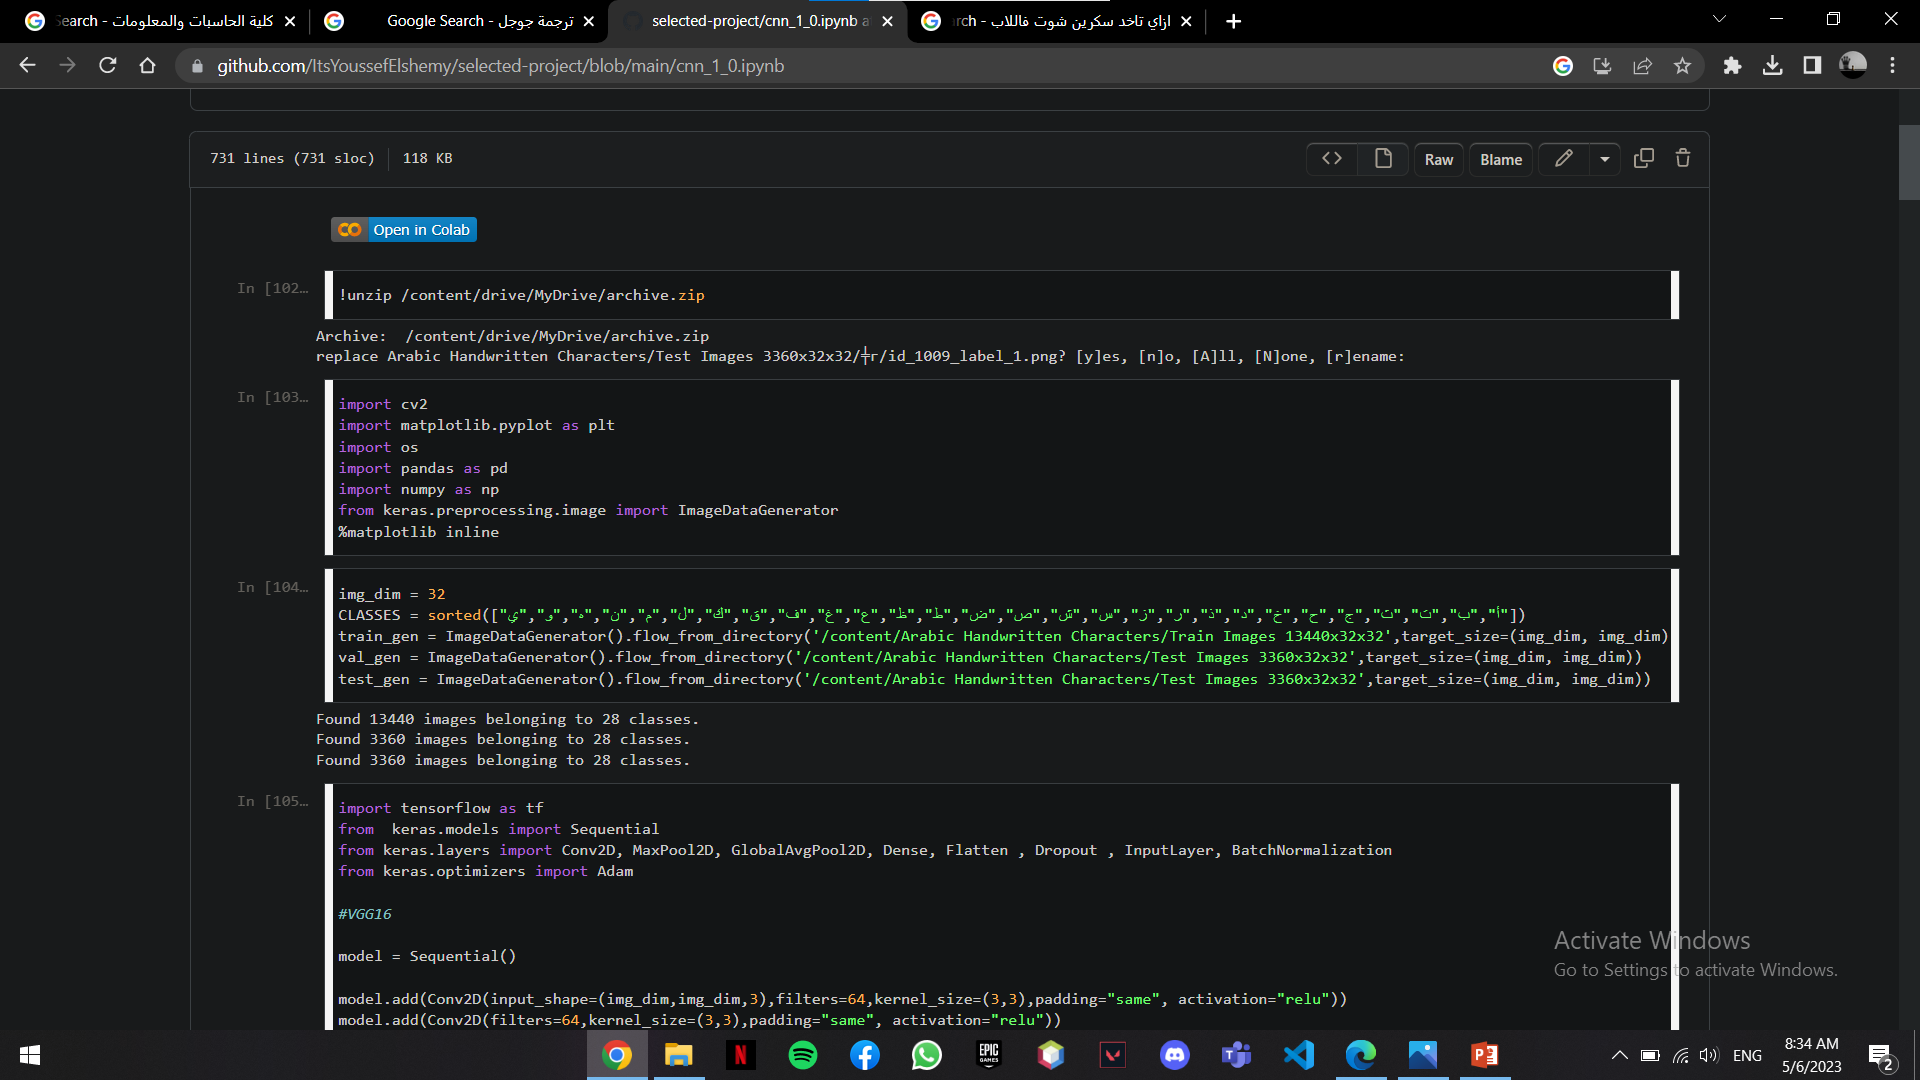 Search - كلية الحاسبات والمعلومات
Google Search - ترجمة جوجل
selected-project/cnn_1_0.ipynb a
rch - ازاي تاخد سكرين شوت فاللاب
github.com/ItsYoussefElshemy/selected-project/blob/main/cnn_1_0.ipynb
731 lines (731 sloc) 118 KB
Raw
Blame
Open in Colab
In [102…
!unzip /content/drive/MyDrive/archive.zip
Archive:  /content/drive/MyDrive/archive.zip
replace Arabic Handwritten Characters/Test Images 3360x32x32/╪r/id_1009_label_1.png? [y]es, [n]o, [A]ll, [N]one, [r]ename:
In [103…
import cv2
import matplotlib.pyplot as plt
import os
import pandas as pd
import numpy as np
from keras.preprocessing.image import ImageDataGenerator
%matplotlib inline
In [104…
img_dim = 32
CLASSES = sorted(["أ","ب","ت","ث","ج","ح","خ","د","ذ","ر","ز","س","ش","ص","ض","ط","ظ","ع","غ","ف","ق","ك","ل","م","ن","ه","و","ي"])
train_gen = ImageDataGenerator().flow_from_directory('/content/Arabic Handwritten Characters/Train Images 13440x32x32',target_size=(img_dim, img_dim)
val_gen = ImageDataGenerator().flow_from_directory('/content/Arabic Handwritten Characters/Test Images 3360x32x32',target_size=(img_dim, img_dim))
test_gen = ImageDataGenerator().flow_from_directory('/content/Arabic Handwritten Characters/Test Images 3360x32x32',target_size=(img_dim, img_dim))
Found 13440 images belonging to 28 classes.
Found 3360 images belonging to 28 classes.
Found 3360 images belonging to 28 classes.
In [105…
import tensorflow as tf
from  keras.models import Sequential
from keras.layers import Conv2D, MaxPool2D, GlobalAvgPool2D, Dense, Flatten , Dropout , InputLayer, BatchNormalization
from keras.optimizers import Adam
#VGG16
model = Sequential()
model.add(Conv2D(input_shape=(img_dim,img_dim,3),filters=64,kernel_size=(3,3),padding="same", activation="relu"))
model.add(Conv2D(filters=64,kernel_size=(3,3),padding="same", activation="relu"))
Activate Windows
Go to Settings to activate Windows.
EPIC
GAMES
ENG
8:34 AM
5/6/2023
2